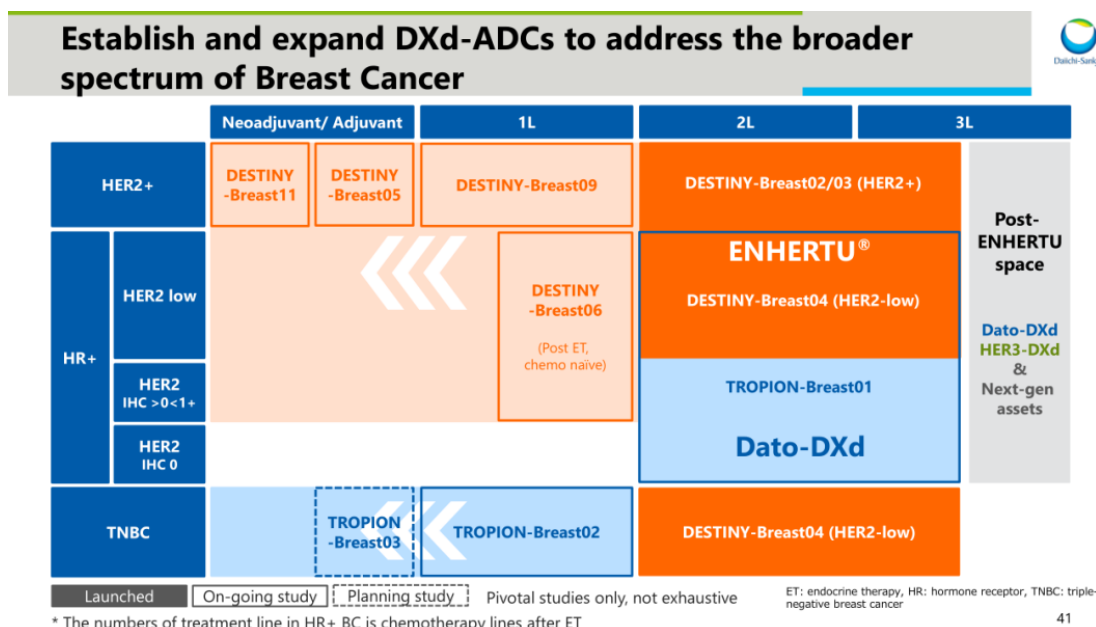 Establish and expand DXd-ADCs to address the broader
spectrum of Breast Cancer
Neoadjuvant/ Adjuvant
1L
2L
3L
HER2+
DESTINY
-Breast11
DESTINY
-Breast05
DESTINY-Breast09
DESTINY-Breast02/03 (HER2+)
Post-
ENHERTU
space
Dato-DXd
HER3-DXd
&
Next-gen
assets
HR+
HER2 low
DESTINY
-Breast06
(Post ET,
chemo naïve)
ENHERTU®
DESTINY-Breast04 (HER2-low)
HER2
IHC >0<1+
TROPION-Breast01
Dato-DXd
HER2
IHC 0
TNBC
TROPION
-Breast03
TROPION-Breast02
DESTINY-Breast04 (HER2-low)
Launched
On-going study
Planning study
Pivotal studies only, not exhaustive
ET: endocrine therapy, HR: hormone receptor, TNBC: triple-
negative breast cancer
* The numbers of treatment line in HR+ BC is chemotherapy lines after ET
41